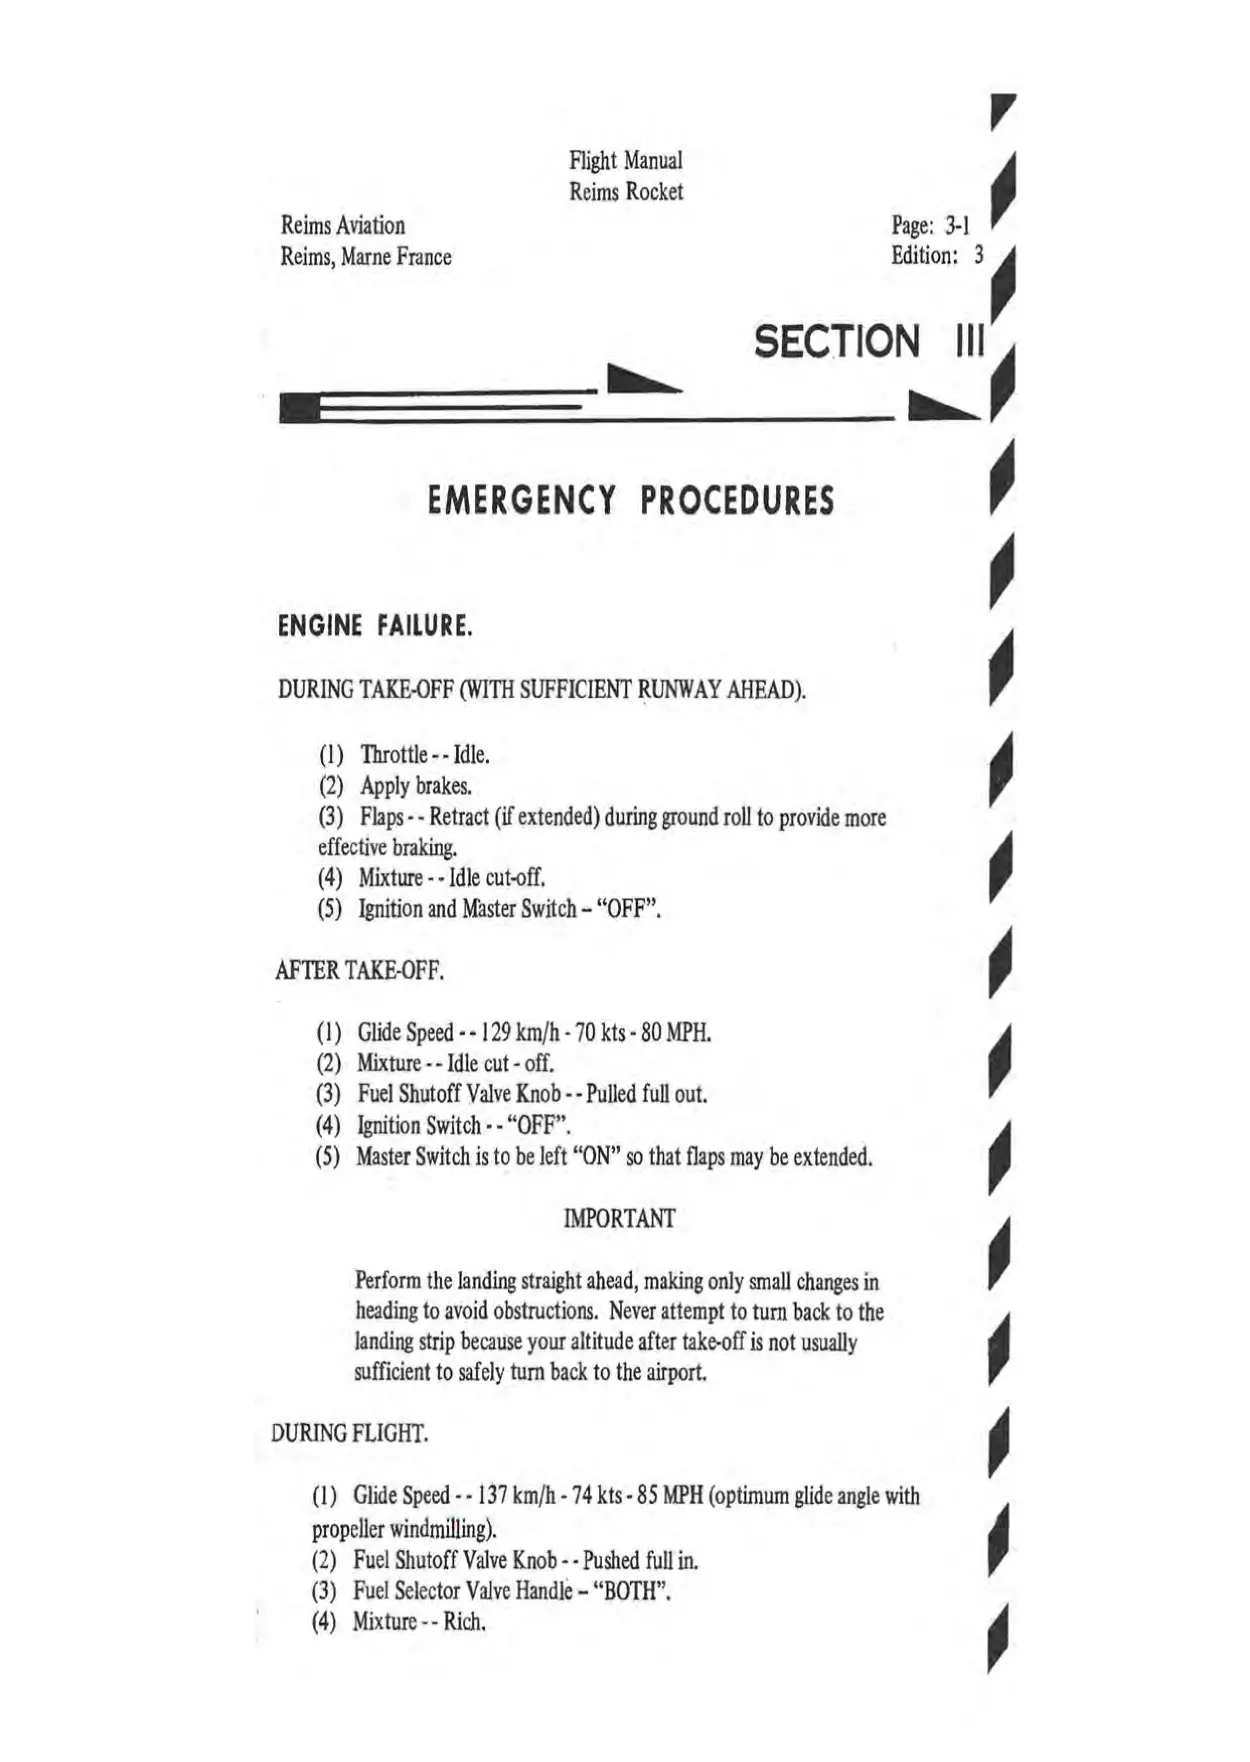 Flight Manual
Reims Rocket
Reims Aviation
Page: 3-1
Reims, Marne France
Edition: 3
SECTION III
EMERGENCY PROCEDURES
ENGINE FAILURE.
DURING TAKE-OFF (WITH SUFFICIENT RUNWAY AHEAD).
(1) Throttle - - Idle.
(2) Apply brakes.
(3) Flaps - - Retract (if extended) during ground roll to provide more
effective braking.
(4) Mixture - - Idle cut-off.
(5) Ignition and Master Switch – “OFF”.
AFTER TAKE-OFF.
(1) Glide Speed - - 129 km/h - 70 kts - 80 MPH.
(2) Mixture - - Idle cut - off.
(3) Fuel Shutoff Valve Knob - - Pulled full out.
(4) Ignition Switch - - “OFF”.
(5) Master Switch is to be left “ON” so that flaps may be extended.
IMPORTANT
Perform the landing straight ahead, making only small changes in
heading to avoid obstructions. Never attempt to turn back to the
landing strip because your altitude after take-off is not usually
sufficient to safely turn back to the airport.
DURING FLIGHT.
(1) Glide Speed - - 137 km/h - 74 kts - 85 MPH (optimum glide angle with
propeller windmilling).
(2) Fuel Shutoff Valve Knob - - Pushed full in.
(3) Fuel Selector Valve Handle – “BOTH”.
(4) Mixture - - Rich.